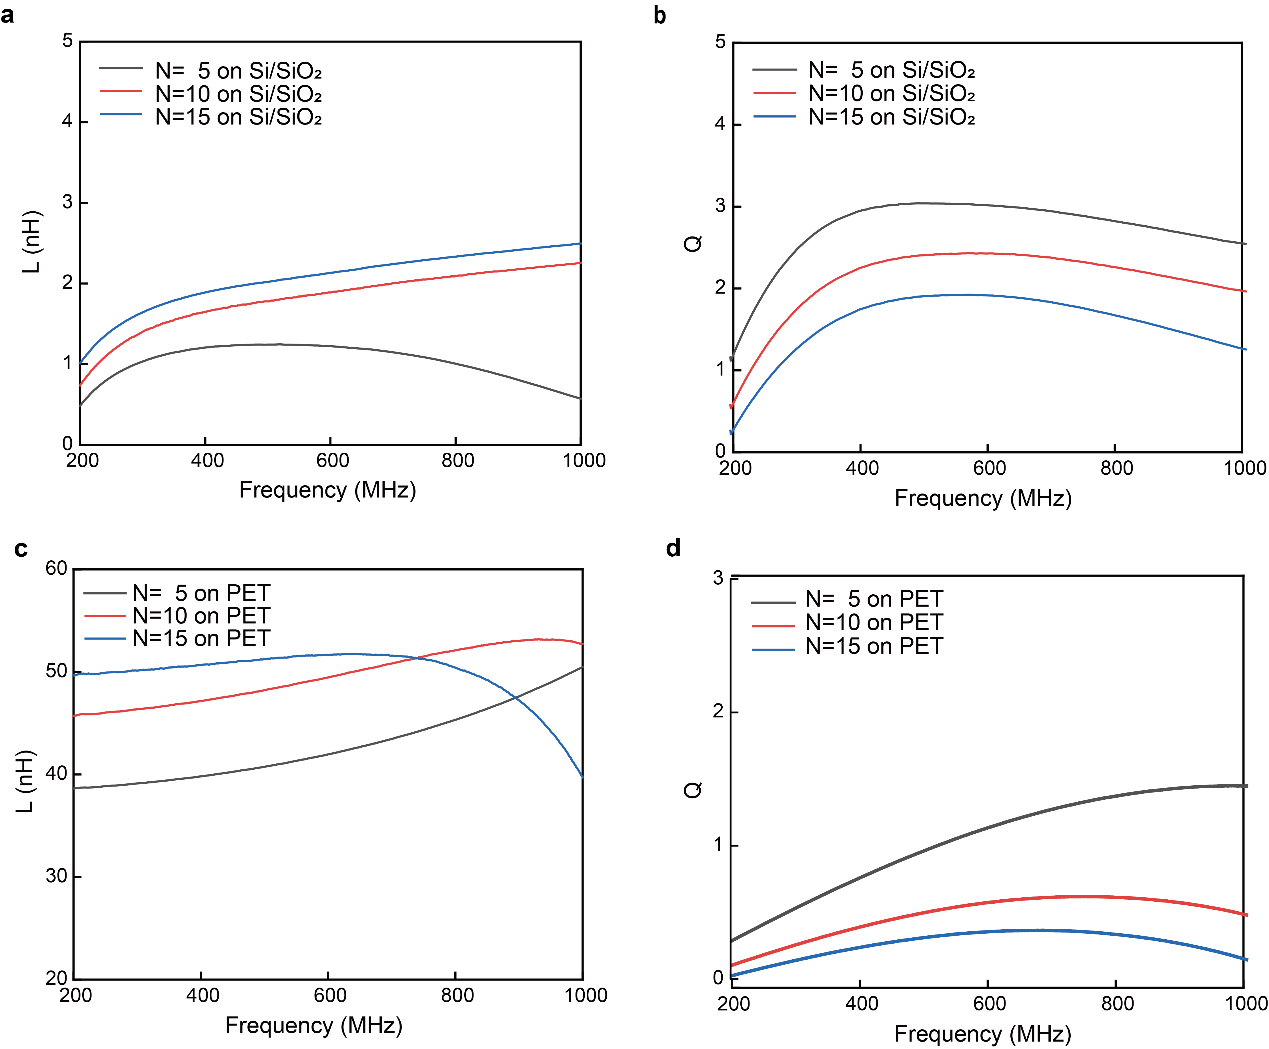 a
5
4
3
2
1
0
L (nH)
N= 5 on Si/SiO₂
N=10 on Si/SiO₂
N=15 on Si/SiO₂
200 400 600 800 1000
Frequency (MHz)
b
5
4
3
2
1
0
Q
N= 5 on Si/SiO₂
N=10 on Si/SiO₂
N=15 on Si/SiO₂
200 400 600 800 1000
Frequency (MHz)
c
60
50
40
30
20
L (nH)
N= 5 on PET
N=10 on PET
N=15 on PET
200 400 600 800 1000
Frequency (MHz)
d
3
2
1
0
Q
N= 5 on PET
N=10 on PET
N=15 on PET
200 400 600 800 1000
Frequency (MHz)